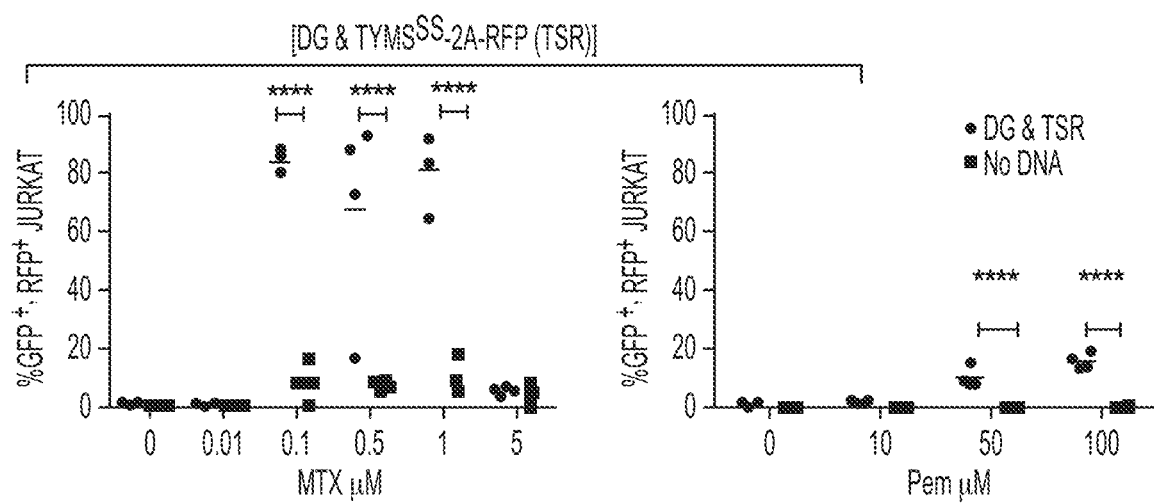 [DG & TYMSSS-2A-RFP (TSR)]
**** **** ****
100
80
60
40
20
0
%GFP+, RFP+ JURKAT
0 0.01 0.1 0.5 1 5
MTX μM
100
80
60
40
20
0
%GFP+, RFP+ JURKAT
DG & TSR
No DNA
**** ****
0 10 50 100
Pem μM